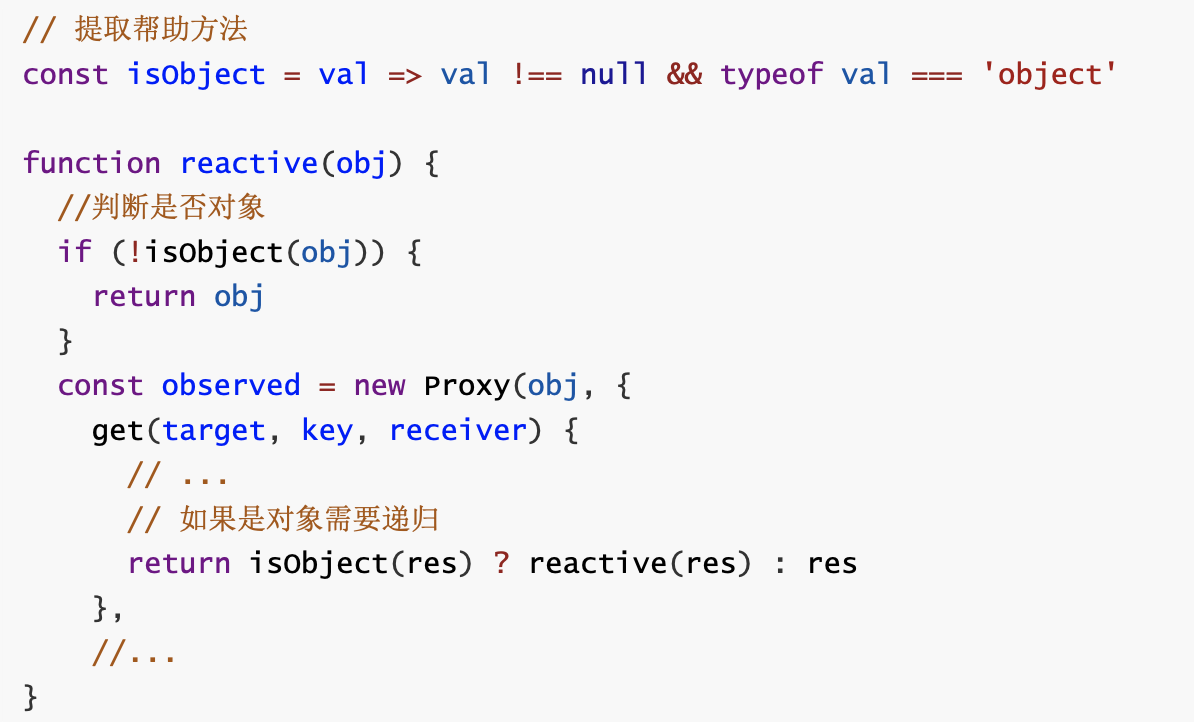 // 提取帮助方法
const isObject = val => val !== null && typeof val === 'object'

function reactive(obj) {
  //判断是否对象
  if (!isObject(obj)) {
    return obj
  }
  const observed = new Proxy(obj, {
    get(target, key, receiver) {
      // ...
      // 如果是对象需要递归
      return isObject(res) ? reactive(res) : res
    },
    //...
}